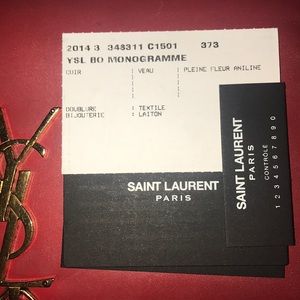 2014 3 348311 C1501 373
YSL BO MONOGRAMME
CUIR : VEAU : PLEINE FLEUR ANILINE
DOUBLURE : TEXTILE
BIJOUTERIE : LAITON
SAINT LAURENT
PARIS
SAINT LAURENT
PARIS
CONTRÔLE
1 2 3 4 5 6 7 8 9 0